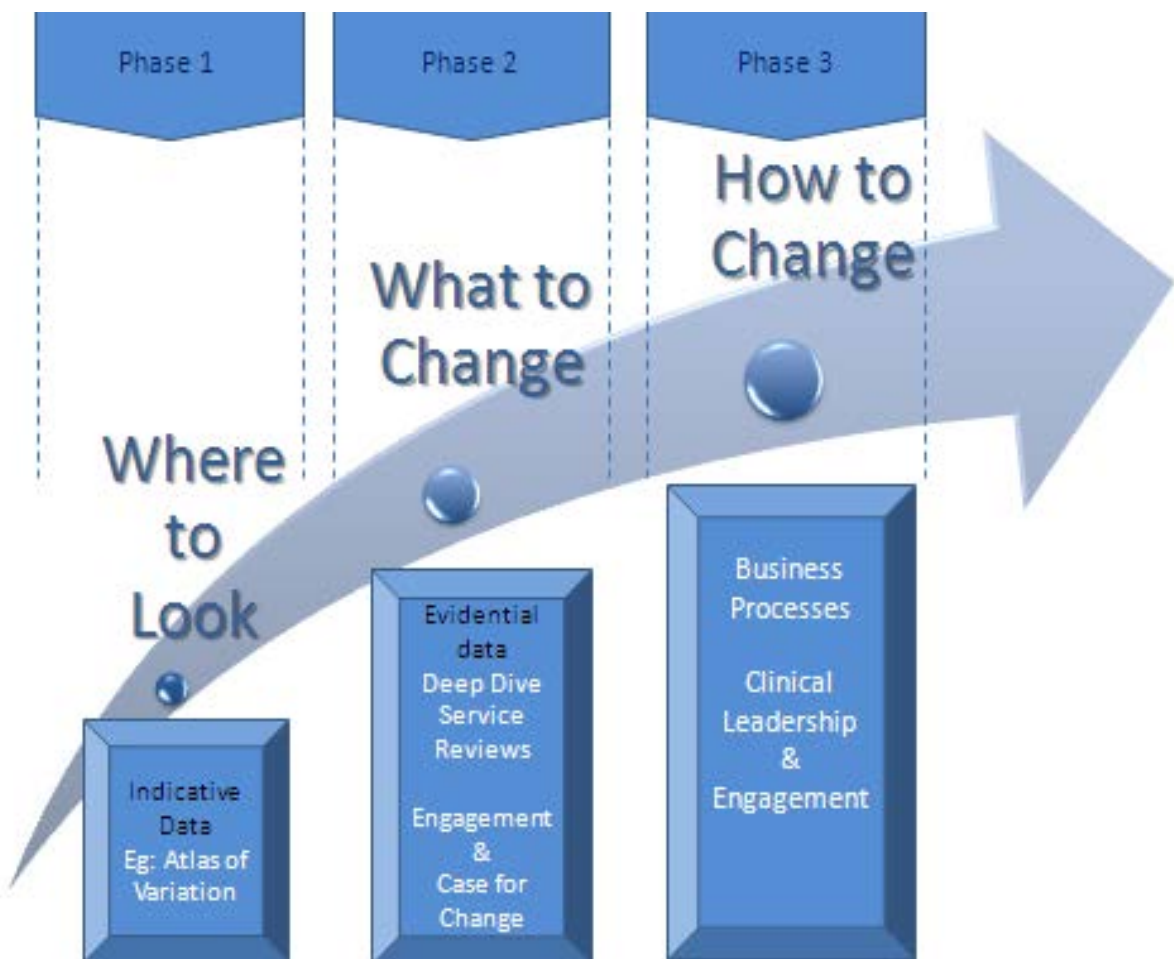 Phase 1
Phase 2
Phase 3
Where
to
Look
What to
Change
How to
Change
Indicative
Data
Eg: Atlas of
Variation
Evidential
data
Deep Dive
Service
Reviews
Engagement
&
Case for
Change
Business
Processes
Clinical
Leadership
&
Engagement